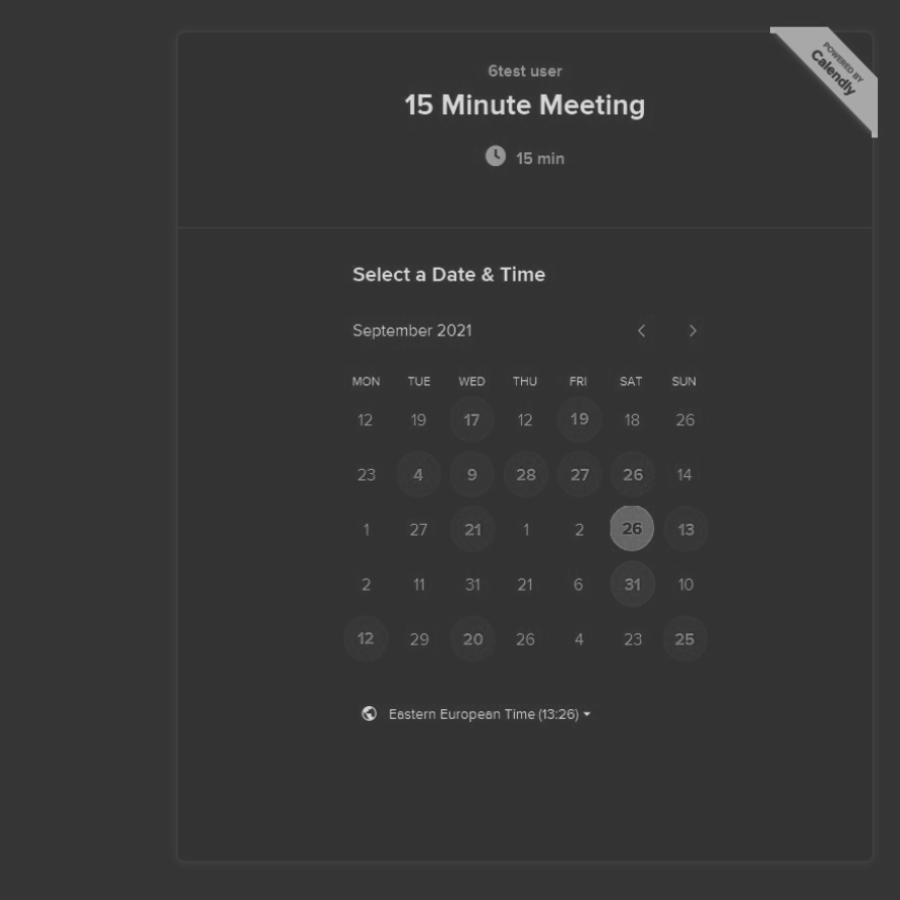 POWERED BY
Calendly
6test user
15 Minute Meeting
15 min
Select a Date & Time
September 2021
MON TUE WED THU FRI SAT SUN
12 19 17 12 19 18 26
23 4 9 28 27 26 14
1 27 21 1 2 26 13
2 11 31 21 6 31 10
12 29 20 26 4 23 25
Eastern European Time (13:26)